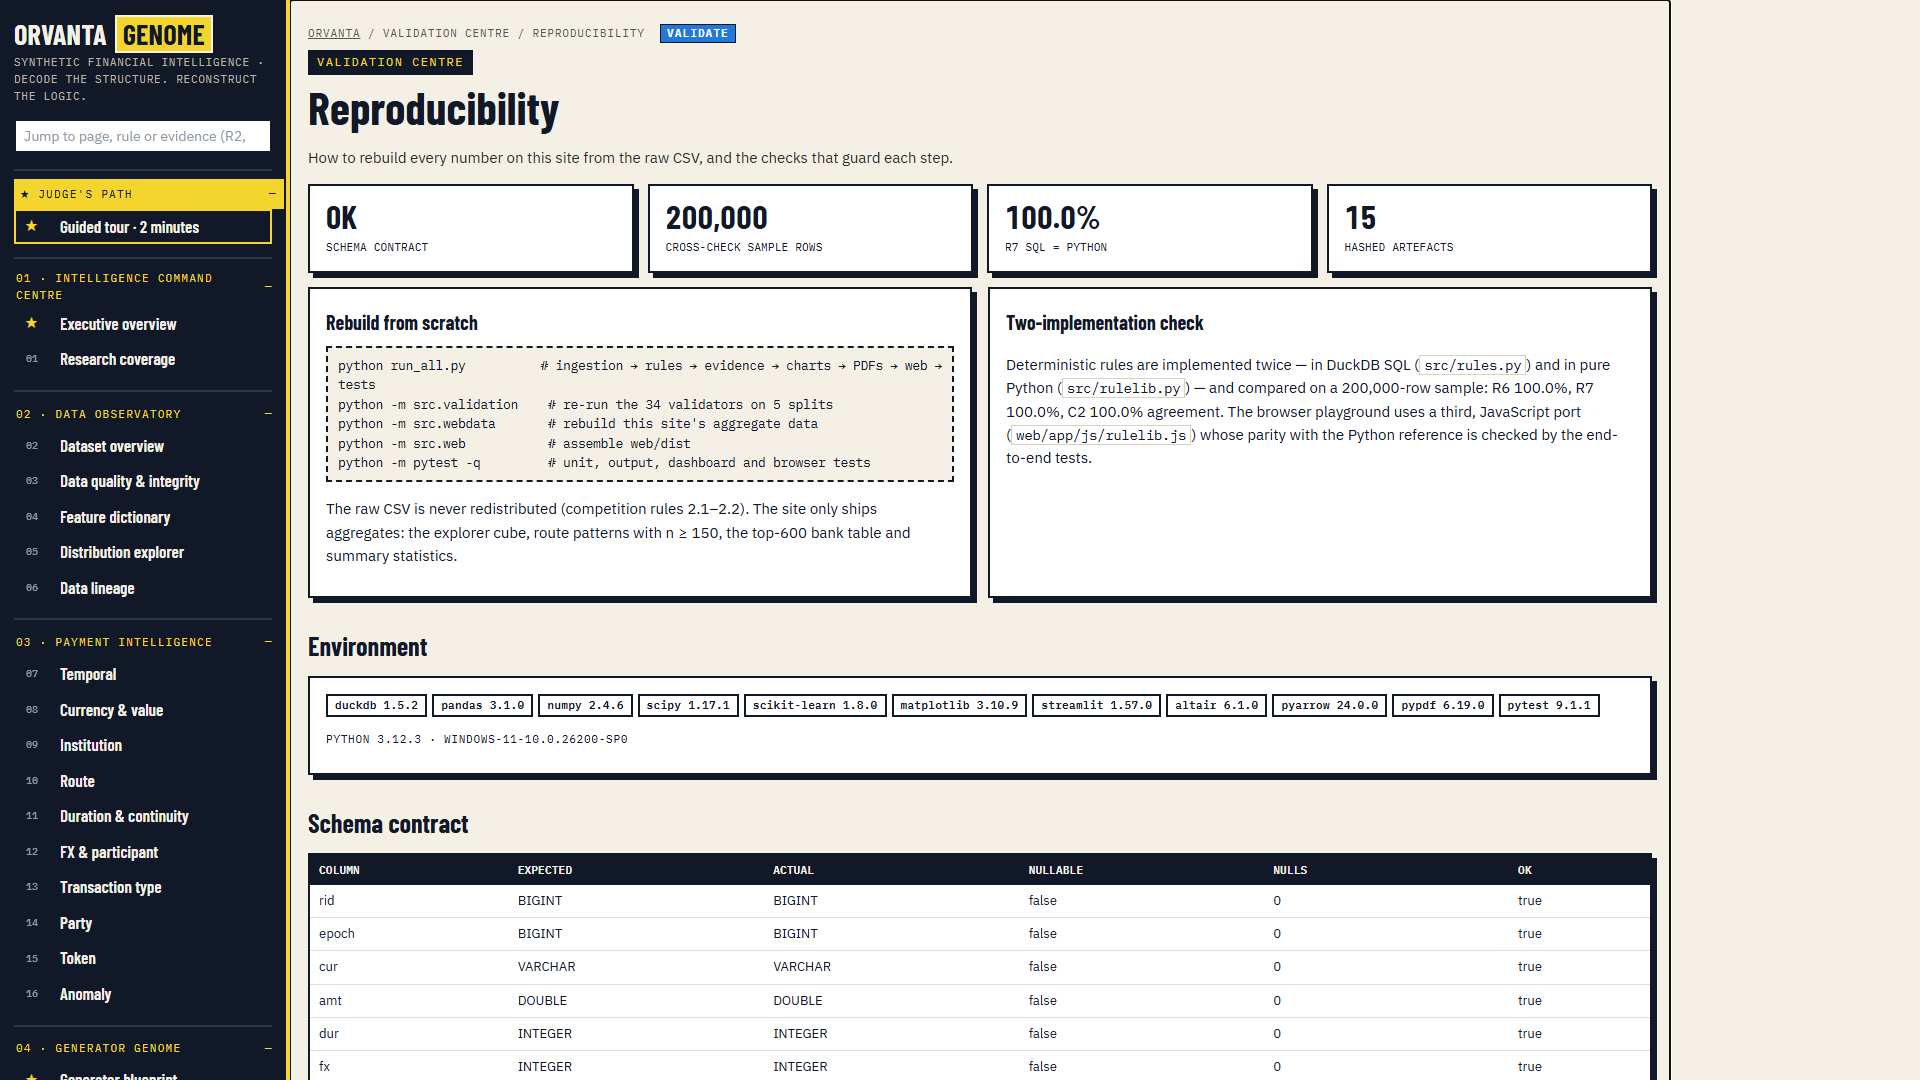 ORVANTA GENOME
SYNTHETIC FINANCIAL INTELLIGENCE ·
DECODE THE STRUCTURE. RECONSTRUCT
THE LOGIC.
Jump to page, rule or evidence (R2,
★ JUDGE'S PATH –
★ Guided tour · 2 minutes
01 · INTELLIGENCE COMMAND
CENTRE –
★ Executive overview
01 Research coverage
02 · DATA OBSERVATORY –
02 Dataset overview
03 Data quality & integrity
04 Feature dictionary
05 Distribution explorer
06 Data lineage
03 · PAYMENT INTELLIGENCE –
07 Temporal
08 Currency & value
09 Institution
10 Route
11 Duration & continuity
12 FX & participant
13 Transaction type
14 Party
15 Token
16 Anomaly
04 · GENERATOR GENOME –
★ Generator blueprint
ORVANTA / VALIDATION CENTRE / REPRODUCIBILITY VALIDATE
VALIDATION CENTRE
Reproducibility
How to rebuild every number on this site from the raw CSV, and the checks that guard each step.
OK
SCHEMA CONTRACT
200,000
CROSS-CHECK SAMPLE ROWS
100.0%
R7 SQL = PYTHON
15
HASHED ARTEFACTS
Rebuild from scratch
python run_all.py # ingestion → rules → evidence → charts → PDFs → web →
tests
python -m src.validation # re-run the 34 validators on 5 splits
python -m src.webdata # rebuild this site's aggregate data
python -m src.web # assemble web/dist
python -m pytest -q # unit, output, dashboard and browser tests
The raw CSV is never redistributed (competition rules 2.1–2.2). The site only ships
aggregates: the explorer cube, route patterns with n ≥ 150, the top-600 bank table and
summary statistics.
Two-implementation check
Deterministic rules are implemented twice — in DuckDB SQL (src/rules.py) and in pure
Python (src/rulelib.py) — and compared on a 200,000-row sample: R6 100.0%, R7
100.0%, C2 100.0% agreement. The browser playground uses a third, JavaScript port
(web/app/js/rulelib.js) whose parity with the Python reference is checked by the end-
to-end tests.
Environment
duckdb 1.5.2 pandas 3.1.0 numpy 2.4.6 scipy 1.17.1 scikit-learn 1.8.0 matplotlib 3.10.9 streamlit 1.57.0 altair 6.1.0 pyarrow 24.0.0 pypdf 6.19.0 pytest 9.1.1
PYTHON 3.12.3 · WINDOWS-11-10.0.26200-SP0
Schema contract
COLUMN EXPECTED ACTUAL NULLABLE NULLS OK
rid BIGINT BIGINT false 0 true
epoch BIGINT BIGINT false 0 true
cur VARCHAR VARCHAR false 0 true
amt DOUBLE DOUBLE false 0 true
dur INTEGER INTEGER false 0 true
fx INTEGER INTEGER false 0 true